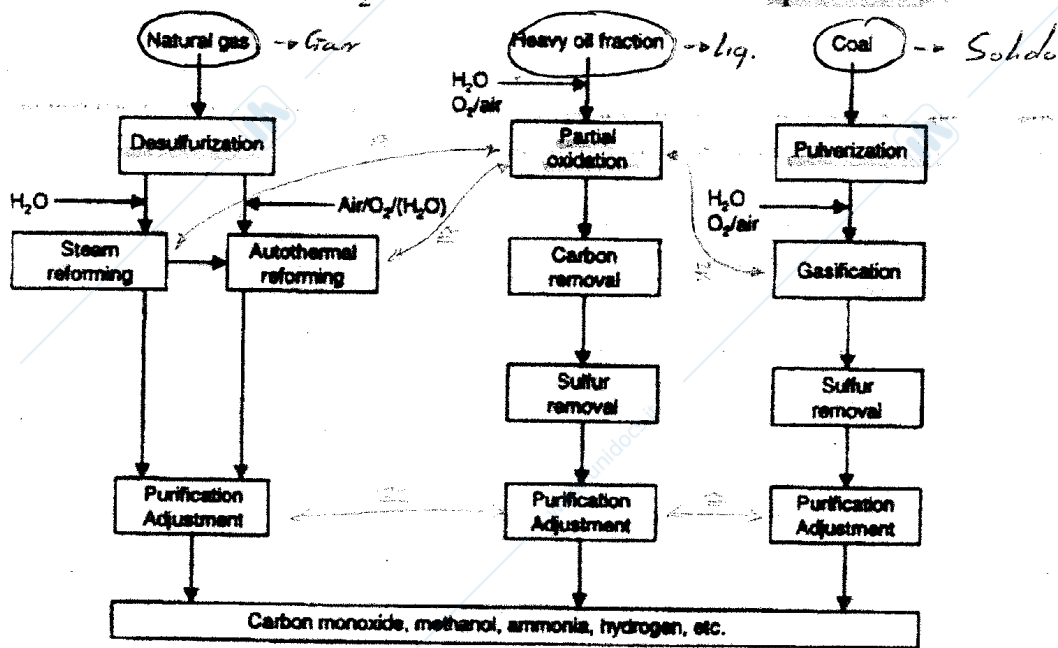 2
Natural gas → Gas
Heavy oil fraction → Liq.
Coal → Solido
H₂O
O₂/air
Desulfurization
Partial
oxidation
Pulverization
H₂O
Air/O₂/(H₂O)
H₂O
O₂/air
Steam
reforming
Autothermal
reforming
Carbon
removal
Gasification
Sulfur
removal
Sulfur
removal
Purification
Adjustment
Purification
Adjustment
Purification
Adjustment
Carbon monoxide, methanol, ammonia, hydrogen, etc.